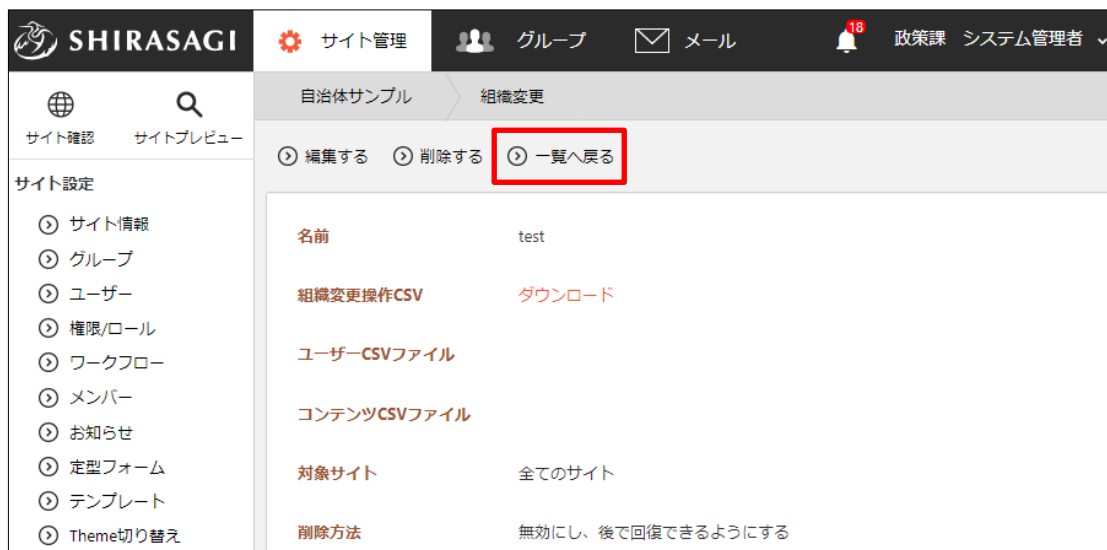 SHIRASAGI サイト管理 グループ メール 18 政策課 システム管理者
サイト確認 サイトプレビュー
自治体サンプル 組織変更
編集する 削除する 一覧へ戻る
サイト設定
サイト情報
グループ
ユーザー
権限/ロール
ワークフロー
メンバー
お知らせ
定型フォーム
テンプレート
Theme切り替え
名前 test
組織変更操作CSV ダウンロード
ユーザーCSVファイル
コンテンツCSVファイル
対象サイト 全てのサイト
削除方法 無効にし、後で回復できるようにする